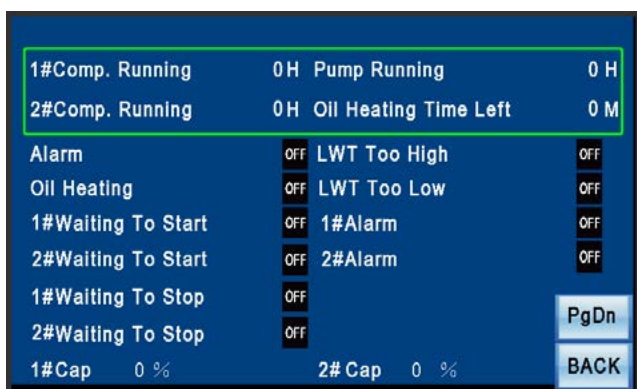 1#Comp. Running 0H Pump Running 0 H
2#Comp. Running 0H Oil Heating Time Left 0 M
Alarm OFF LWT Too High OFF
Oil Heating OFF LWT Too Low OFF
1#Waiting To Start OFF 1#Alarm OFF
2#Waiting To Start OFF 2#Alarm OFF
1#Waiting To Stop OFF
PgDn
2#Waiting To Stop OFF
1#Cap 0 % 2# Cap 0 % BACK